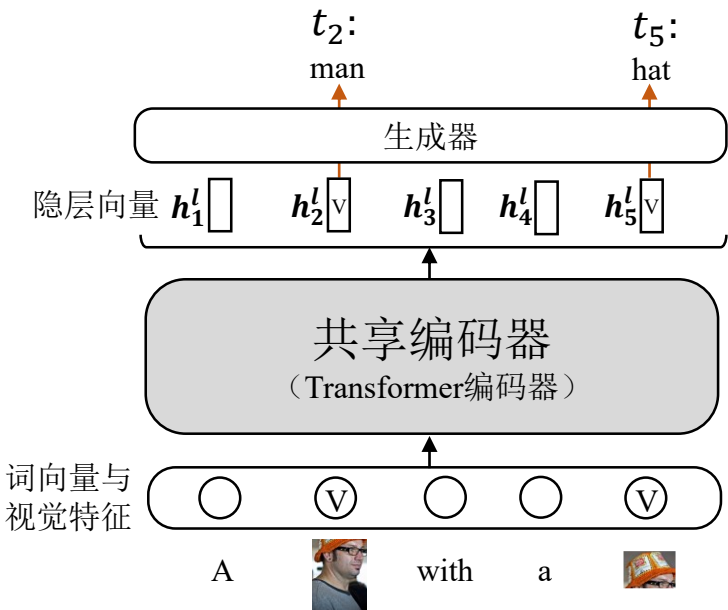 t₂: t₅:
man hat
生成器
隐层向量 h₁ˡ h₂ˡ V h₃ˡ h₄ˡ h₅ˡ V
共享编码器
（Transformer编码器）
词向量与
视觉特征
V V
A with a